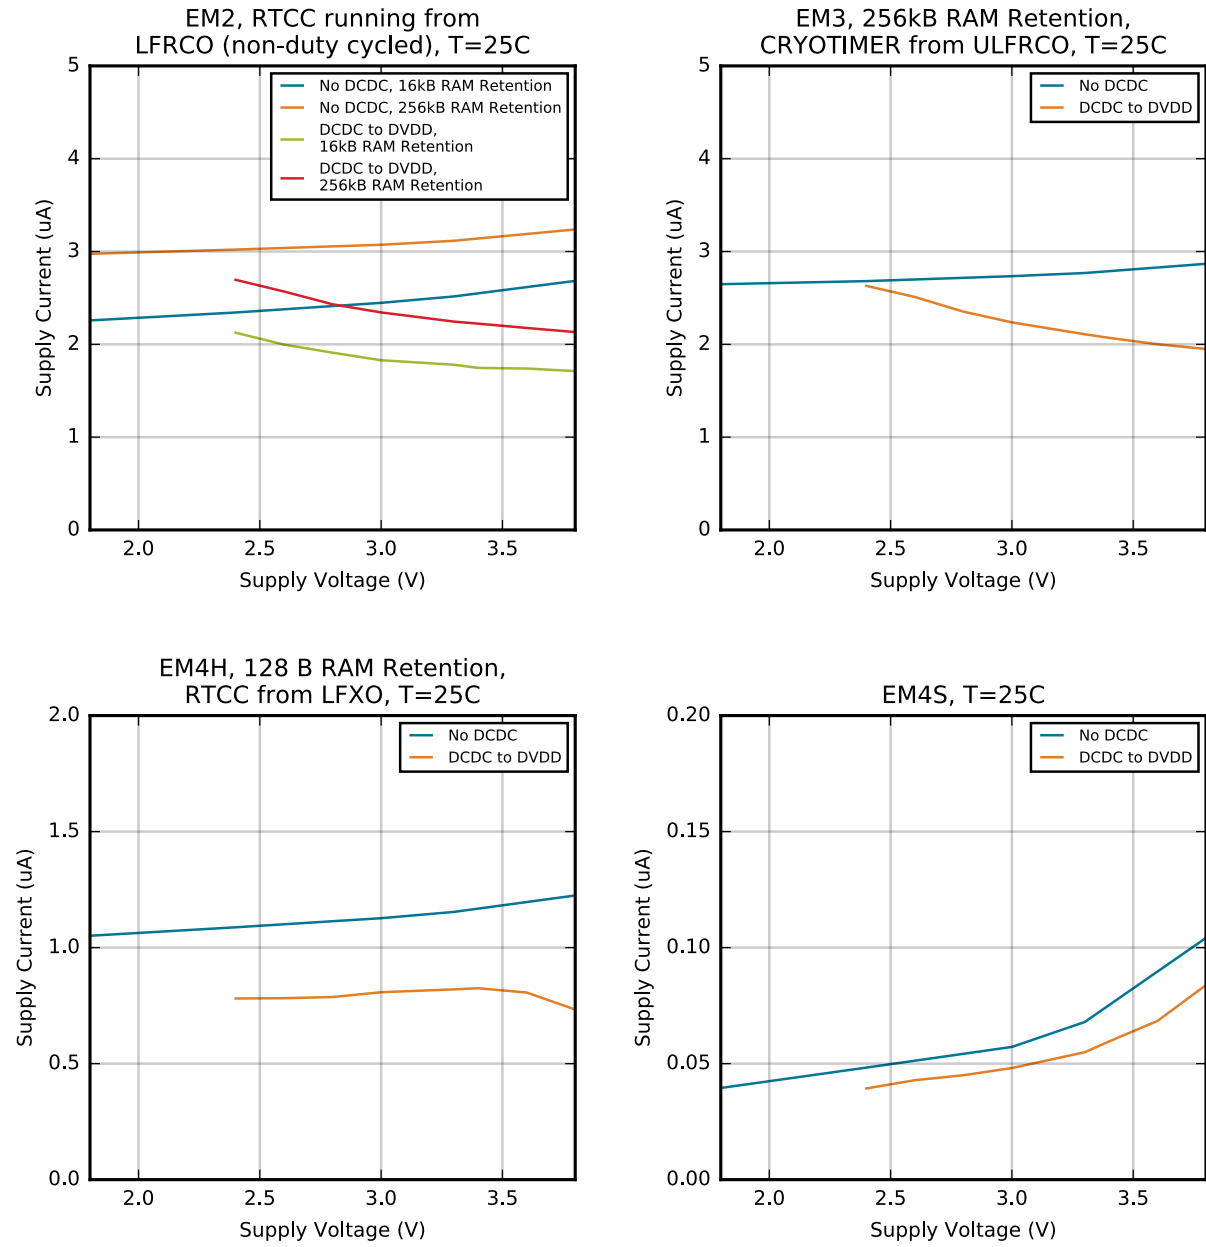 EM2, RTCC running from
LFRCO (non-duty cycled), T=25C
5
4
3
2
1
0
Supply Current (uA)
No DCDC, 16kB RAM Retention
No DCDC, 256kB RAM Retention
DCDC to DVDD,
16kB RAM Retention
DCDC to DVDD,
256kB RAM Retention
2.0 2.5 3.0 3.5
Supply Voltage (V)
EM3, 256kB RAM Retention,
CRYOTIMER from ULFRCO, T=25C
5
4
3
2
1
0
Supply Current (uA)
No DCDC
DCDC to DVDD
2.0 2.5 3.0 3.5
Supply Voltage (V)
EM4H, 128 B RAM Retention,
RTCC from LFXO, T=25C
2.0
1.5
1.0
0.5
0.0
Supply Current (uA)
No DCDC
DCDC to DVDD
2.0 2.5 3.0 3.5
Supply Voltage (V)
EM4S, T=25C
0.20
0.15
0.10
0.05
0.00
Supply Current (uA)
No DCDC
DCDC to DVDD
2.0 2.5 3.0 3.5
Supply Voltage (V)